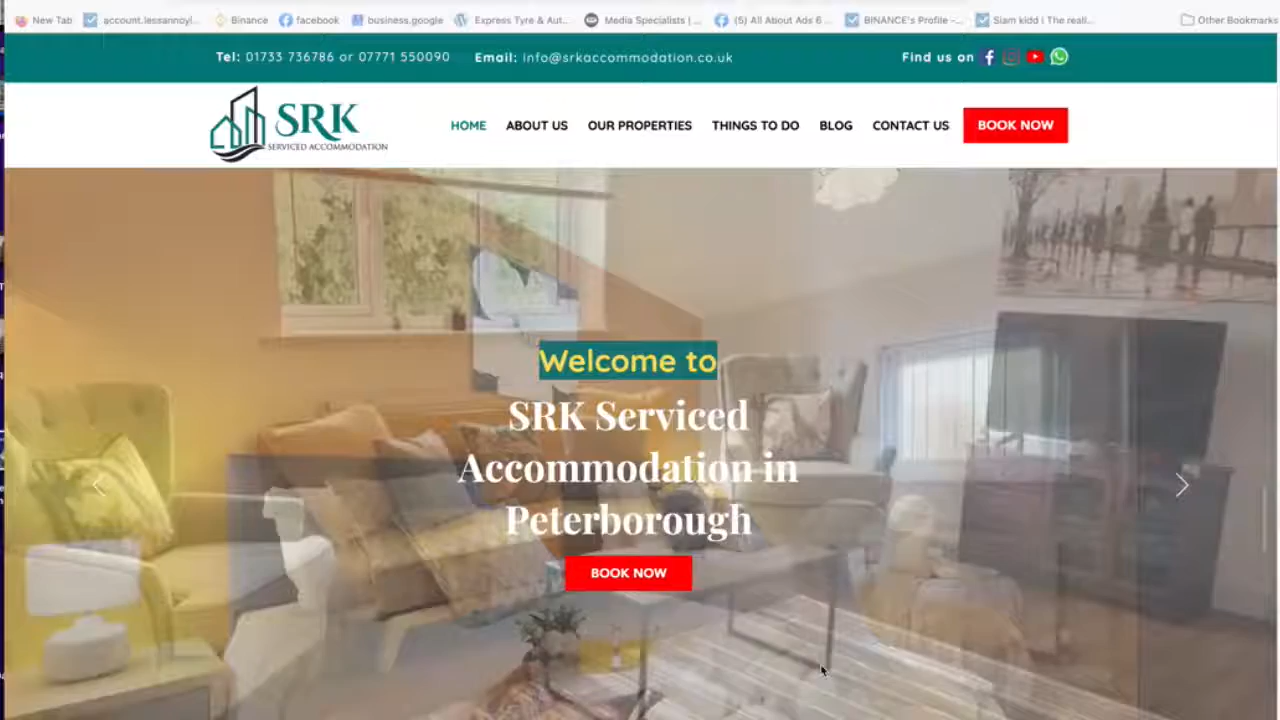 New Tab
account.lessannoyl...
Binance
facebook
business.google
Express Tyre & Aut...
Media Specialists | ...
(5) All About Ads 6 ...
BINANCE's Profile -...
Siam kidd | The reali...
Other Bookmarks
Tel: 01733 736786 or 07771 550090
Email: info@srkaccommodation.co.uk
Find us on
SRK
SERVICED ACCOMMODATION
HOME
ABOUT US
OUR PROPERTIES
THINGS TO DO
BLOG
CONTACT US
BOOK NOW
Welcome to
SRK Serviced
Accommodation in
Peterborough
BOOK NOW